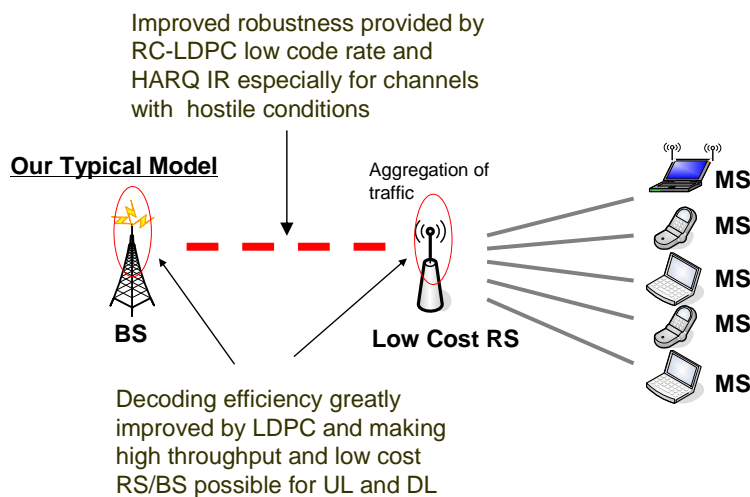 Improved robustness provided by
RC-LDPC low code rate and
HARQ IR especially for channels
with hostile conditions
Our Typical Model
Aggregation of
traffic
MS
MS
MS
MS
MS
BS
Low Cost RS
Decoding efficiency greatly
improved by LDPC and making
high throughput and low cost
RS/BS possible for UL and DL